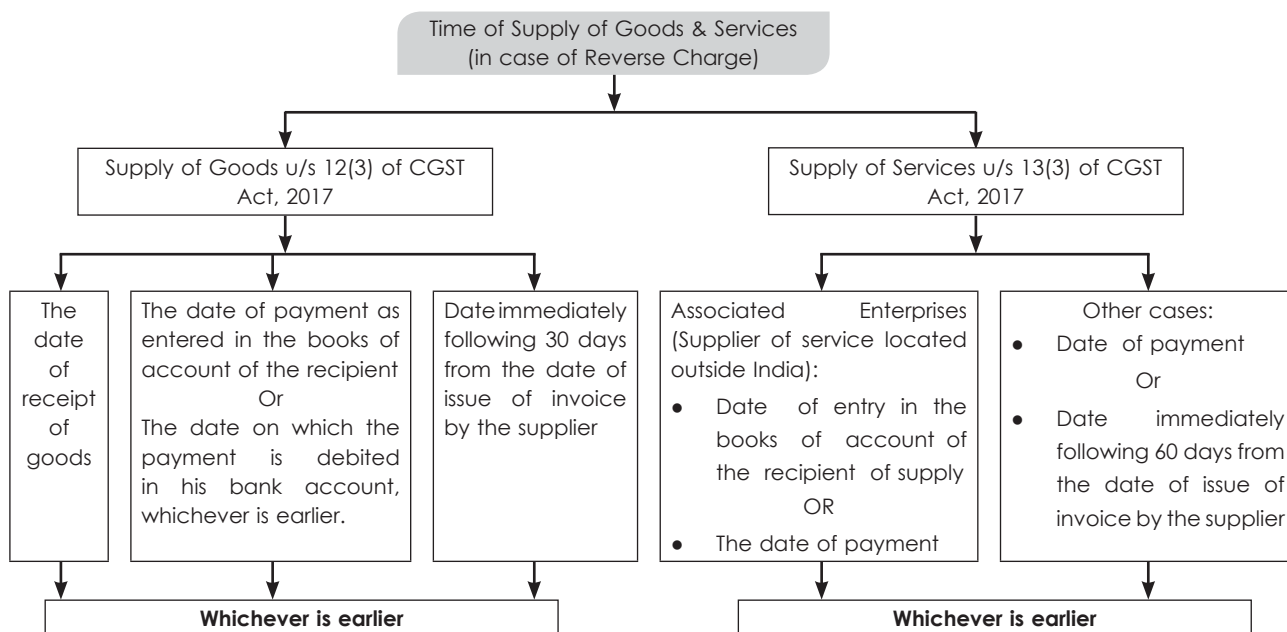 Time of Supply of Goods & Services
(in case of Reverse Charge)
Supply of Goods u/s 12(3) of CGST
Act, 2017
Supply of Services u/s 13(3) of CGST
Act, 2017
The
date
of
receipt
of
goods
The date of payment as
entered in the books of
account of the recipient
Or
The date on which the
payment is debited
in his bank account,
whichever is earlier.
Date immediately
following 30 days
from the date of
issue of invoice
by the supplier
Associated Enterprises
(Supplier of service located
outside India):
● Date of entry in the
books of account of
the recipient of supply
OR
● The date of payment
Other cases:
● Date of payment
Or
● Date immediately
following 60 days from
the date of issue of
invoice by the supplier
Whichever is earlier
Whichever is earlier